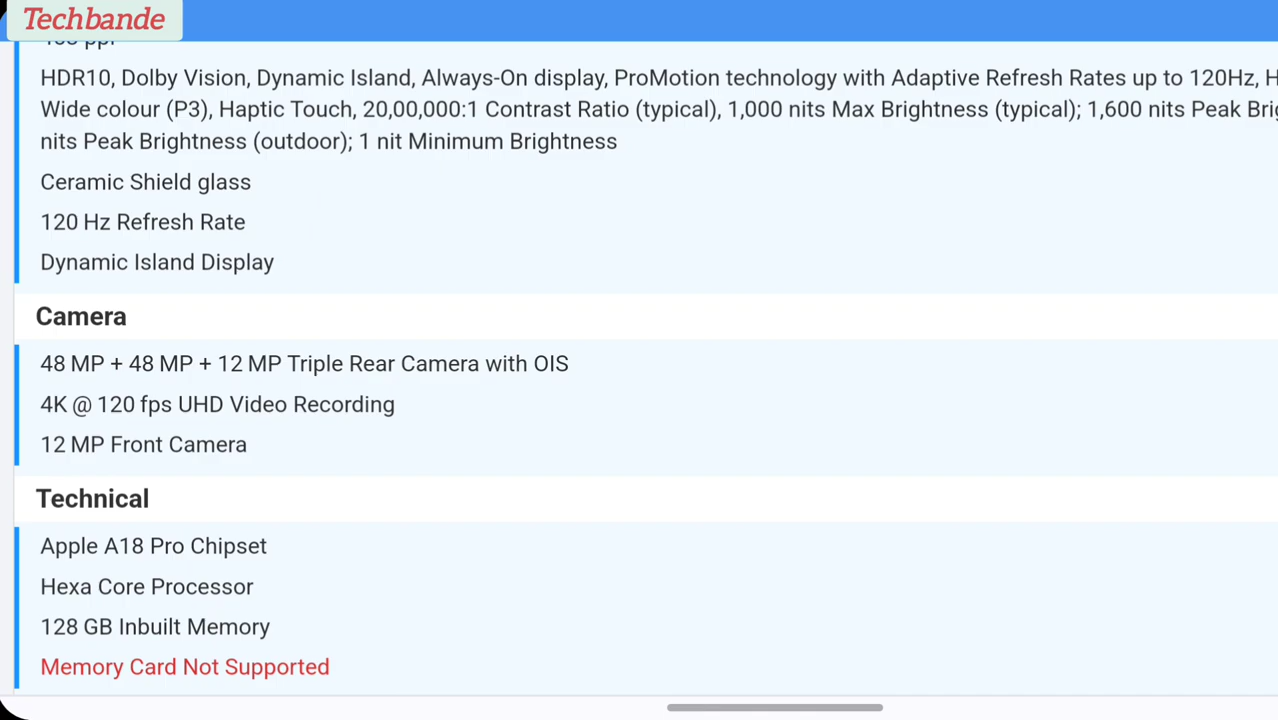 Techbande
HDR10, Dolby Vision, Dynamic Island, Always-On display, ProMotion technology with Adaptive Refresh Rates up to 120Hz, H
Wide colour (P3), Haptic Touch, 20,00,000:1 Contrast Ratio (typical), 1,000 nits Max Brightness (typical); 1,600 nits Peak Bri
nits Peak Brightness (outdoor); 1 nit Minimum Brightness
Ceramic Shield glass
120 Hz Refresh Rate
Dynamic Island Display
Camera
48 MP + 48 MP + 12 MP Triple Rear Camera with OIS
4K @ 120 fps UHD Video Recording
12 MP Front Camera
Technical
Apple A18 Pro Chipset
Hexa Core Processor
128 GB Inbuilt Memory
Memory Card Not Supported